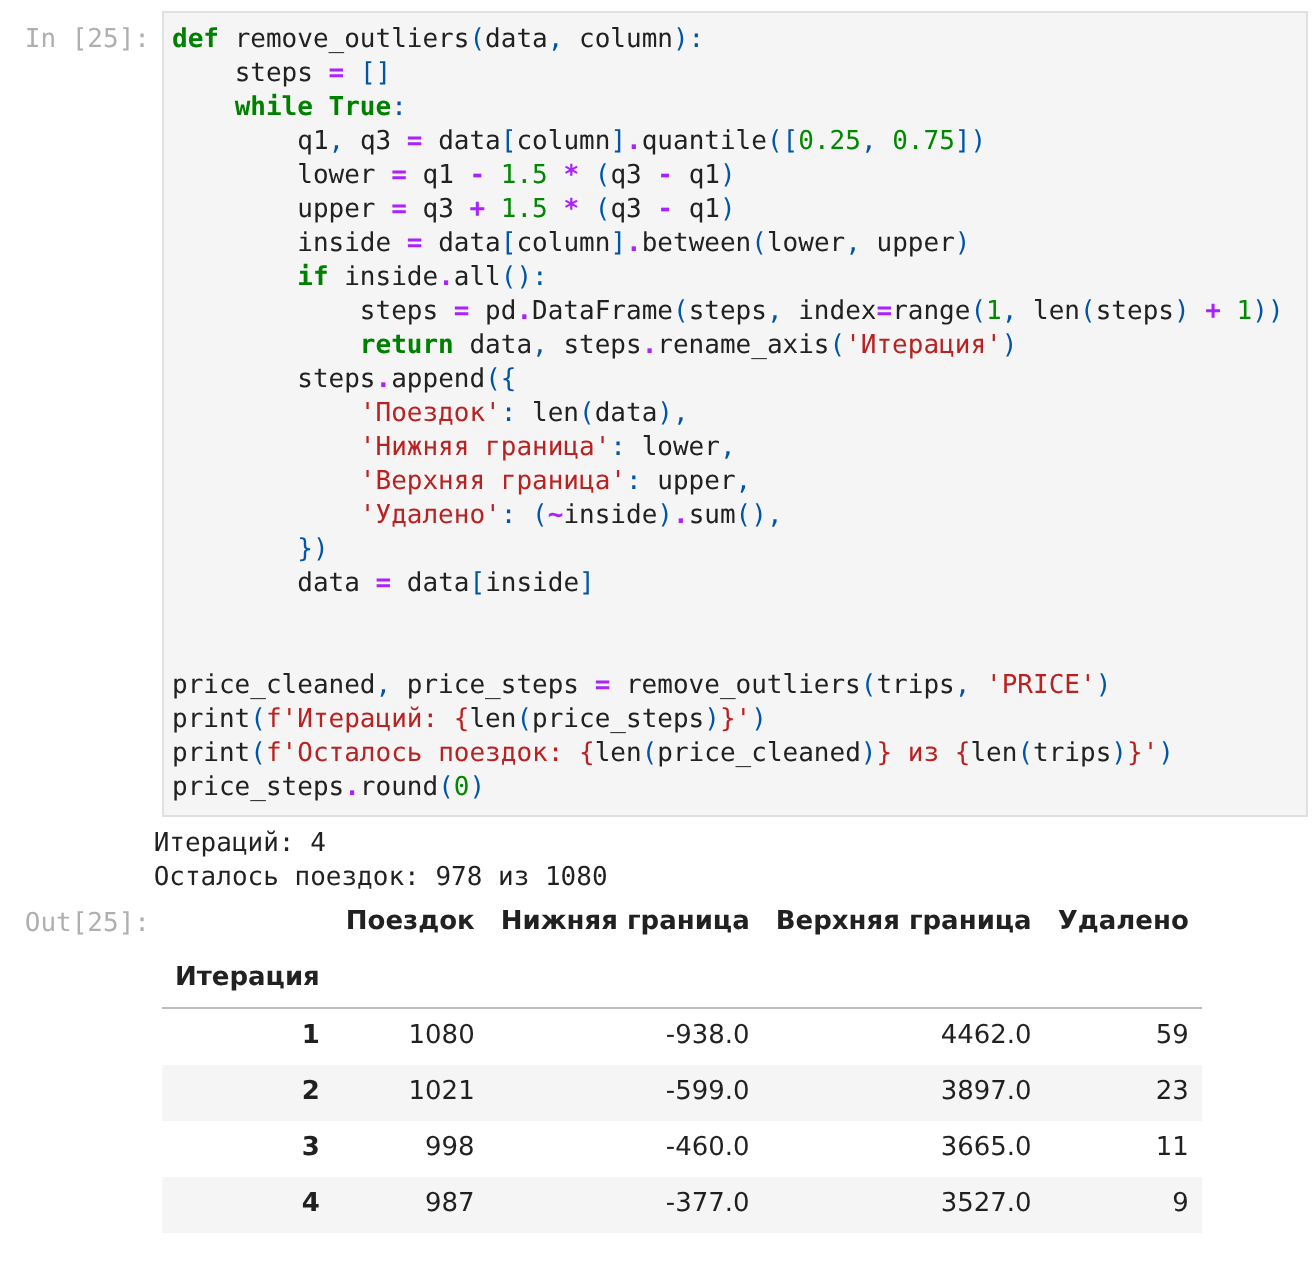 In [25]:
def remove_outliers(data, column):
    steps = []
    while True:
        q1, q3 = data[column].quantile([0.25, 0.75])
        lower = q1 - 1.5 * (q3 - q1)
        upper = q3 + 1.5 * (q3 - q1)
        inside = data[column].between(lower, upper)
        if inside.all():
            steps = pd.DataFrame(steps, index=range(1, len(steps) + 1))
            return data, steps.rename_axis('Итерация')
        steps.append({
            'Поездок': len(data),
            'Нижняя граница': lower,
            'Верхняя граница': upper,
            'Удалено': (~inside).sum(),
        })
        data = data[inside]
price_cleaned, price_steps = remove_outliers(trips, 'PRICE')
print(f'Итераций: {len(price_steps)}')
print(f'Осталось поездок: {len(price_cleaned)} из {len(trips)}')
price_steps.round(0)
Итераций: 4
Осталось поездок: 978 из 1080
Out[25]:
Поездок Нижняя граница Верхняя граница Удалено
Итерация
1 1080 -938.0 4462.0 59
2 1021 -599.0 3897.0 23
3 998 -460.0 3665.0 11
4 987 -377.0 3527.0 9